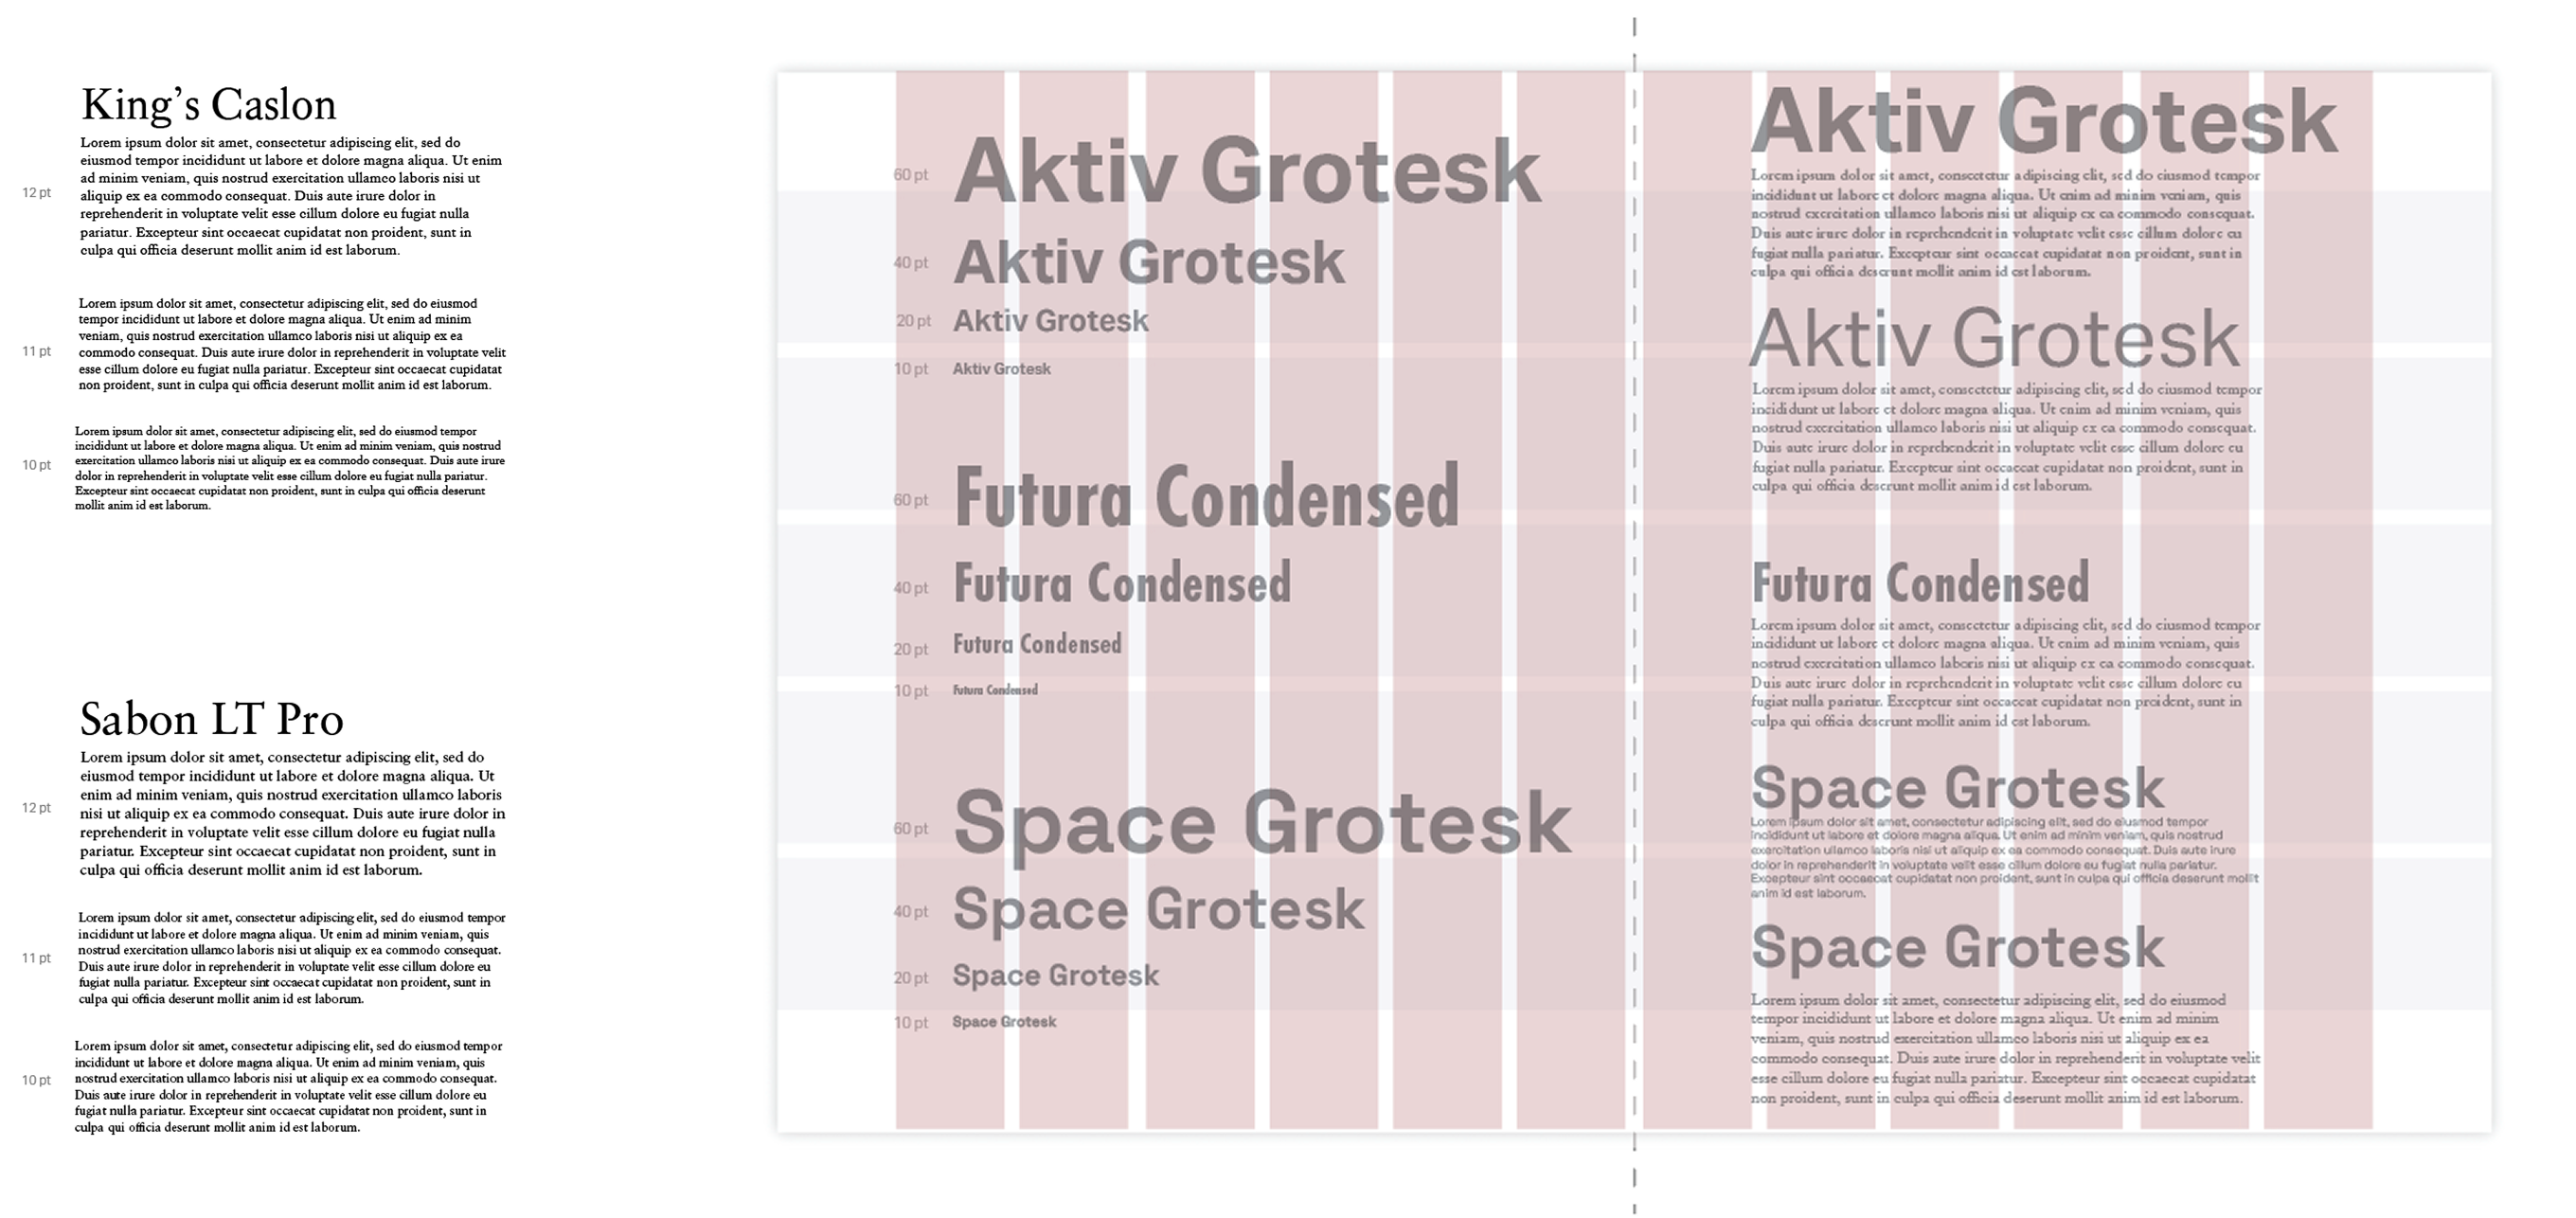 King's Caslon
Lorem ipsum dolor sit amet, consectetur adipiscing elit, sed do
eiusmod tempor incididunt ut labore et dolore magna aliqua. Ut enim
ad minim veniam, quis nostrud exercitation ullamco laboris nisi ut
12 pt
aliquip ex ea commodo consequat. Duis aute irure dolor in
reprehenderit in voluptate velit esse cillum dolore eu fugiat nulla
pariatur. Excepteur sint occaecat cupidatat non proident, sunt in
culpa qui officia deserunt mollit anim id est laborum.
Lorem ipsum dolor sit amet, consectetur adipiscing elit, sed do eiusmod
tempor incididunt ut labore et dolore magna aliqua. Ut enim ad minim
veniam, quis nostrud exercitation ullamco laboris nisi ut aliquip ex ea
11 pt
commodo consequat. Duis aute irure dolor in reprehenderit in voluptate velit
esse cillum dolore eu fugiat nulla pariatur. Excepteur sint occaecat cupidatat
non proident, sunt in culpa qui officia deserunt mollit anim id est laborum.
Lorem ipsum dolor sit amet, consectetur adipiscing elit, sed do eiusmod tempor
incididunt ut labore et dolore magna aliqua. Ut enim ad minim veniam, quis nostrud
10 pt
exercitation ullamco laboris nisi ut aliquip ex ea commodo consequat. Duis aute irure
dolor in reprehenderit in voluptate velit esse cillum dolore eu fugiat nulla pariatur.
Excepteur sint occaecat cupidatat non proident, sunt in culpa qui officia deserunt
mollit anim id est laborum.
Sabon LT Pro
Lorem ipsum dolor sit amet, consectetur adipiscing elit, sed do
eiusmod tempor incididunt ut labore et dolore magna aliqua. Ut
enim ad minim veniam, quis nostrud exercitation ullamco laboris
12 pt
nisi ut aliquip ex ea commodo consequat. Duis aute irure dolor in
reprehenderit in voluptate velit esse cillum dolore eu fugiat nulla
pariatur. Excepteur sint occaecat cupidatat non proident, sunt in
culpa qui officia deserunt mollit anim id est laborum.
Lorem ipsum dolor sit amet, consectetur adipiscing elit, sed do eiusmod tempor
incididunt ut labore et dolore magna aliqua. Ut enim ad minim veniam, quis
nostrud exercitation ullamco laboris nisi ut aliquip ex ea commodo consequat.
11 pt
Duis aute irure dolor in reprehenderit in voluptate velit esse cillum dolore eu
fugiat nulla pariatur. Excepteur sint occaecat cupidatat non proident, sunt in
culpa qui officia deserunt mollit anim id est laborum.
Lorem ipsum dolor sit amet, consectetur adipiscing elit, sed do eiusmod tempor
incididunt ut labore et dolore magna aliqua. Ut enim ad minim veniam, quis
10 pt
nostrud exercitation ullamco laboris nisi ut aliquip ex ea commodo consequat.
Duis aute irure dolor in reprehenderit in voluptate velit esse cillum dolore eu
fugiat nulla pariatur. Excepteur sint occaecat cupidatat non proident, sunt in
culpa qui officia deserunt mollit anim id est laborum.
60 pt Aktiv Grotesk
40 pt Aktiv Grotesk
20 pt Aktiv Grotesk
10 pt Aktiv Grotesk
60 pt Futura Condensed
40 pt Futura Condensed
20 pt Futura Condensed
10 pt Futura Condensed
60 pt Space Grotesk
40 pt Space Grotesk
20 pt Space Grotesk
10 pt Space Grotesk
Aktiv Grotesk
Lorem ipsum dolor sit amet, consectetur adipiscing elit, sed do eiusmod tempor
incididunt ut labore et dolore magna aliqua. Ut enim ad minim veniam, quis
nostrud exercitation ullamco laboris nisi ut aliquip ex ea commodo consequat.
Duis aute irure dolor in reprehenderit in voluptate velit esse cillum dolore eu
fugiat nulla pariatur. Excepteur sint occaecat cupidatat non proident, sunt in
culpa qui officia deserunt mollit anim id est laborum.
Aktiv Grotesk
Lorem ipsum dolor sit amet, consectetur adipiscing elit, sed do eiusmod tempor
incididunt ut labore et dolore magna aliqua. Ut enim ad minim veniam, quis
nostrud exercitation ullamco laboris nisi ut aliquip ex ea commodo consequat.
Duis aute irure dolor in reprehenderit in voluptate velit esse cillum dolore eu
fugiat nulla pariatur. Excepteur sint occaecat cupidatat non proident, sunt in
culpa qui officia deserunt mollit anim id est laborum.
Futura Condensed
Lorem ipsum dolor sit amet, consectetur adipiscing elit, sed do eiusmod tempor
incididunt ut labore et dolore magna aliqua. Ut enim ad minim veniam, quis
nostrud exercitation ullamco laboris nisi ut aliquip ex ea commodo consequat.
Duis aute irure dolor in reprehenderit in voluptate velit esse cillum dolore eu
fugiat nulla pariatur. Excepteur sint occaecat cupidatat non proident, sunt in
culpa qui officia deserunt mollit anim id est laborum.
Space Grotesk
Lorem ipsum dolor sit amet, consectetur adipiscing elit, sed do eiusmod tempor
incididunt ut labore et dolore magna aliqua. Ut enim ad minim veniam, quis nostrud
exercitation ullamco laboris nisi ut aliquip ex ea commodo consequat. Duis aute irure
dolor in reprehenderit in voluptate velit esse cillum dolore eu fugiat nulla pariatur.
Excepteur sint occaecat cupidatat non proident, sunt in culpa qui officia deserunt mollit
anim id est laborum.
Space Grotesk
Lorem ipsum dolor sit amet, consectetur adipiscing elit, sed do eiusmod
tempor incididunt ut labore et dolore magna aliqua. Ut enim ad minim
veniam, quis nostrud exercitation ullamco laboris nisi ut aliquip ex ea
commodo consequat. Duis aute irure dolor in reprehenderit in voluptate velit
esse cillum dolore eu fugiat nulla pariatur. Excepteur sint occaecat cupidatat
non proident, sunt in culpa qui officia deserunt mollit anim id est laborum.